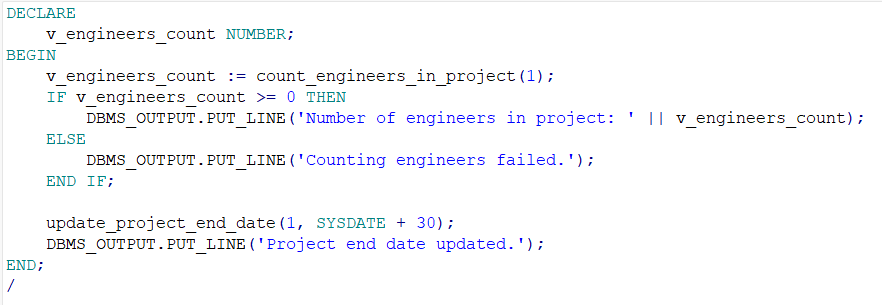 DECLARE
    v_engineers_count NUMBER;
BEGIN
    v_engineers_count := count_engineers_in_project(1);
    IF v_engineers_count >= 0 THEN
        DBMS_OUTPUT.PUT_LINE('Number of engineers in project: ' || v_engineers_count);
    ELSE
        DBMS_OUTPUT.PUT_LINE('Counting engineers failed.');
    END IF;

    update_project_end_date(1, SYSDATE + 30);
    DBMS_OUTPUT.PUT_LINE('Project end date updated.');
END;
/